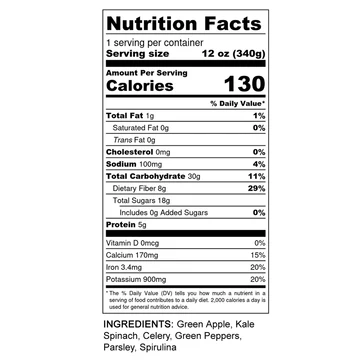 Nutrition Facts
1 serving per container
Serving size 12 oz (340g)
Amount Per Serving
Calories 130
% Daily Value*
Total Fat 1g 1%
Saturated Fat 0g 0%
Trans Fat 0g
Cholesterol 0mg 0%
Sodium 100mg 4%
Total Carbohydrate 30g 11%
Dietary Fiber 8g 29%
Total Sugars 18g
Includes 0g Added Sugars 0%
Protein 5g
Vitamin D 0mcg 0%
Calcium 170mg 15%
Iron 3.4mg 20%
Potassium 900mg 20%
* The % Daily Value (DV) tells you how much a nutrient in a
serving of food contributes to a daily diet. 2,000 calories a day is
used for general nutrition advice.
INGREDIENTS: Green Apple, Kale
Spinach, Celery, Green Peppers,
Parsley, Spirulina